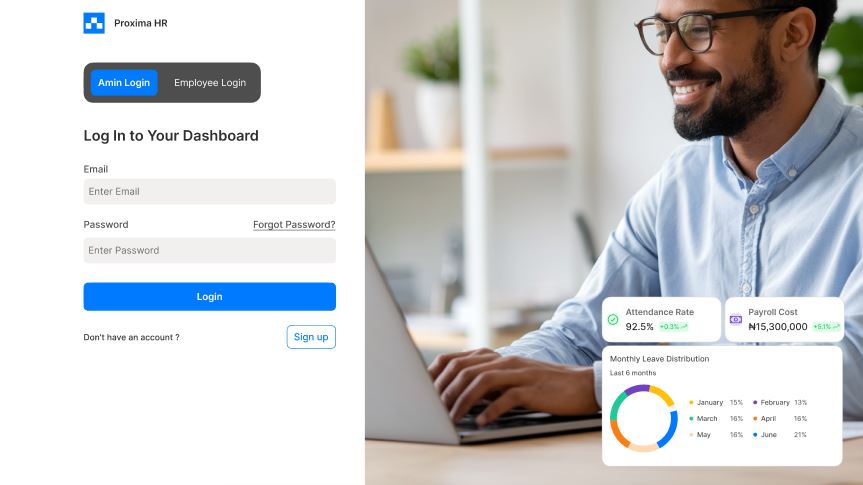 Proxima HR
Amin Login
Employee Login
Log In to Your Dashboard
Email
Enter Email
Password
Forgot Password?
Enter Password
Login
Don't have an account ?
Sign up
Attendance Rate
92.5% +0.3%
Payroll Cost
₦15,300,000 +5.1%
Monthly Leave Distribution
Last 6 months
January 15%
February 13%
March 16%
April 16%
May 16%
June 21%